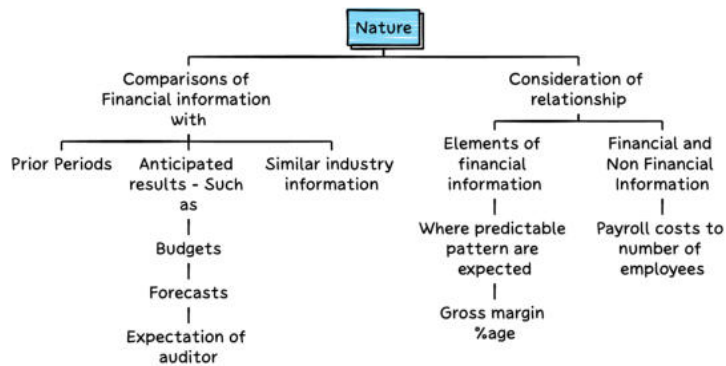 Nature
Comparisons of
Financial information
with
Prior Periods
Anticipated
results - Such
as
Budgets
Forecasts
Expectation of
auditor
Similar industry
information
Consideration of
relationship
Elements of
financial
information
Where predictable
pattern are
expected
Gross margin
%age
Financial and
Non Financial
Information
Payroll costs to
number of
employees